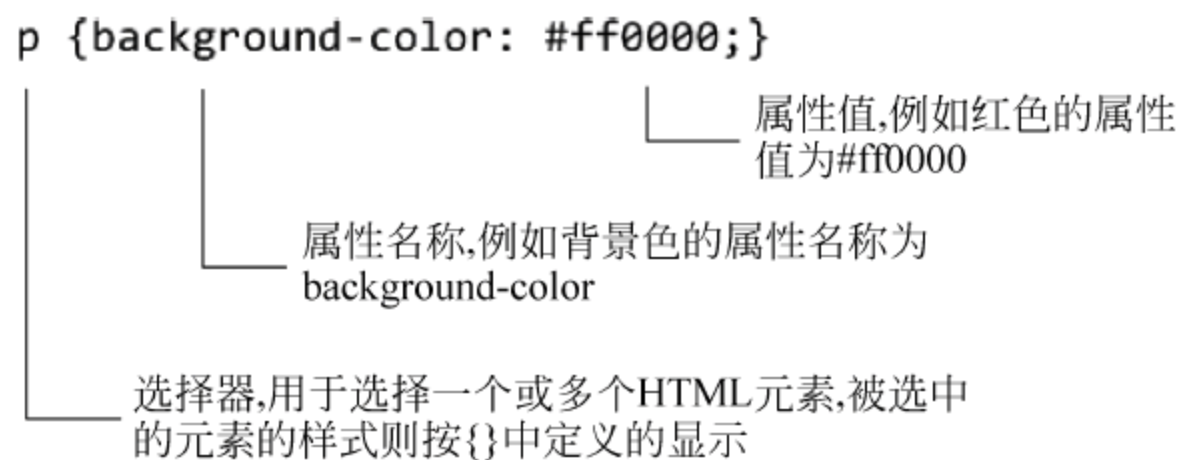 p {background-color: #ff0000;}
属性值,例如红色的属性
值为#ff0000
属性名称,例如背景色的属性名称为
background-color
选择器,用于选择一个或多个HTML元素,被选中
的元素的样式则按{}中定义的显示